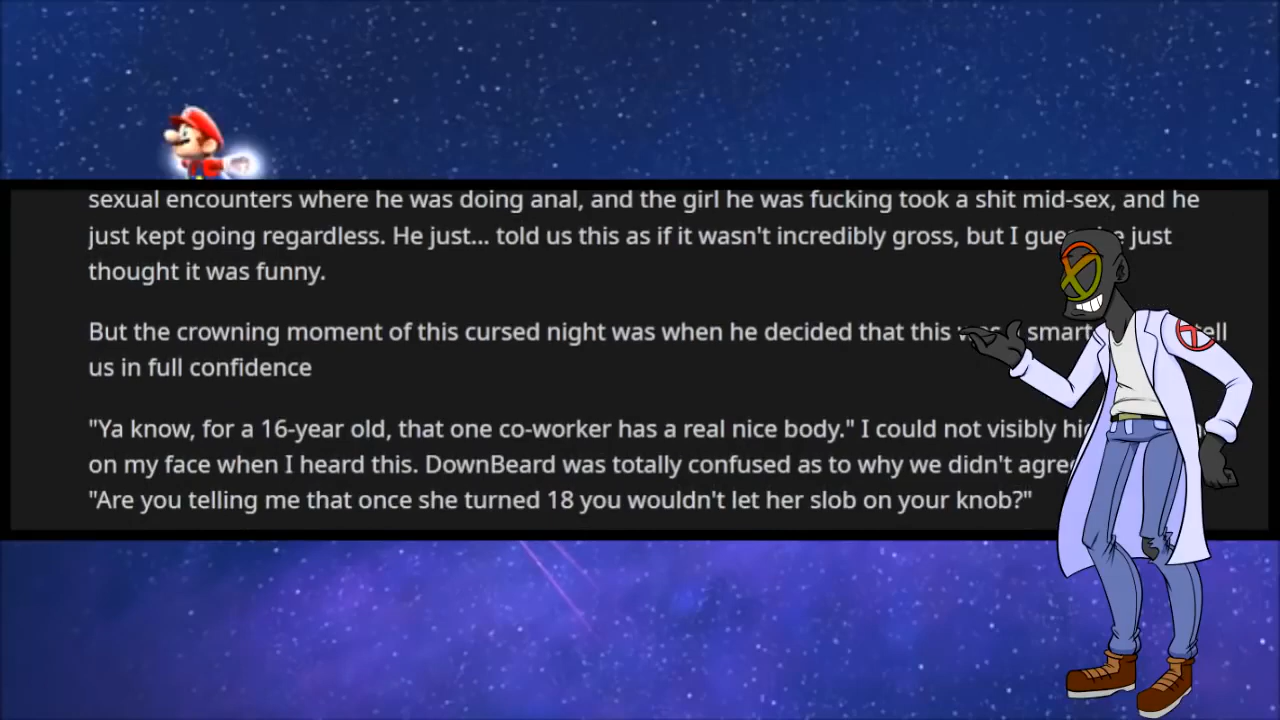 sexual encounters where he was doing anal, and the girl he was fucking took a shit mid-sex, and he
just kept going regardless. He just... told us this as if it wasn't incredibly gross, but I just
thought it was funny.
But the crowning moment of this cursed night was when he decided that this
us in full confidence
"Ya know, for a 16-year old, that one co-worker has a real nice body." I could not visibly
on my face when I heard this. DownBeard was totally confused as to why we didn't
"Are you telling me that once she turned 18 you wouldn't let her slob on your knob?"